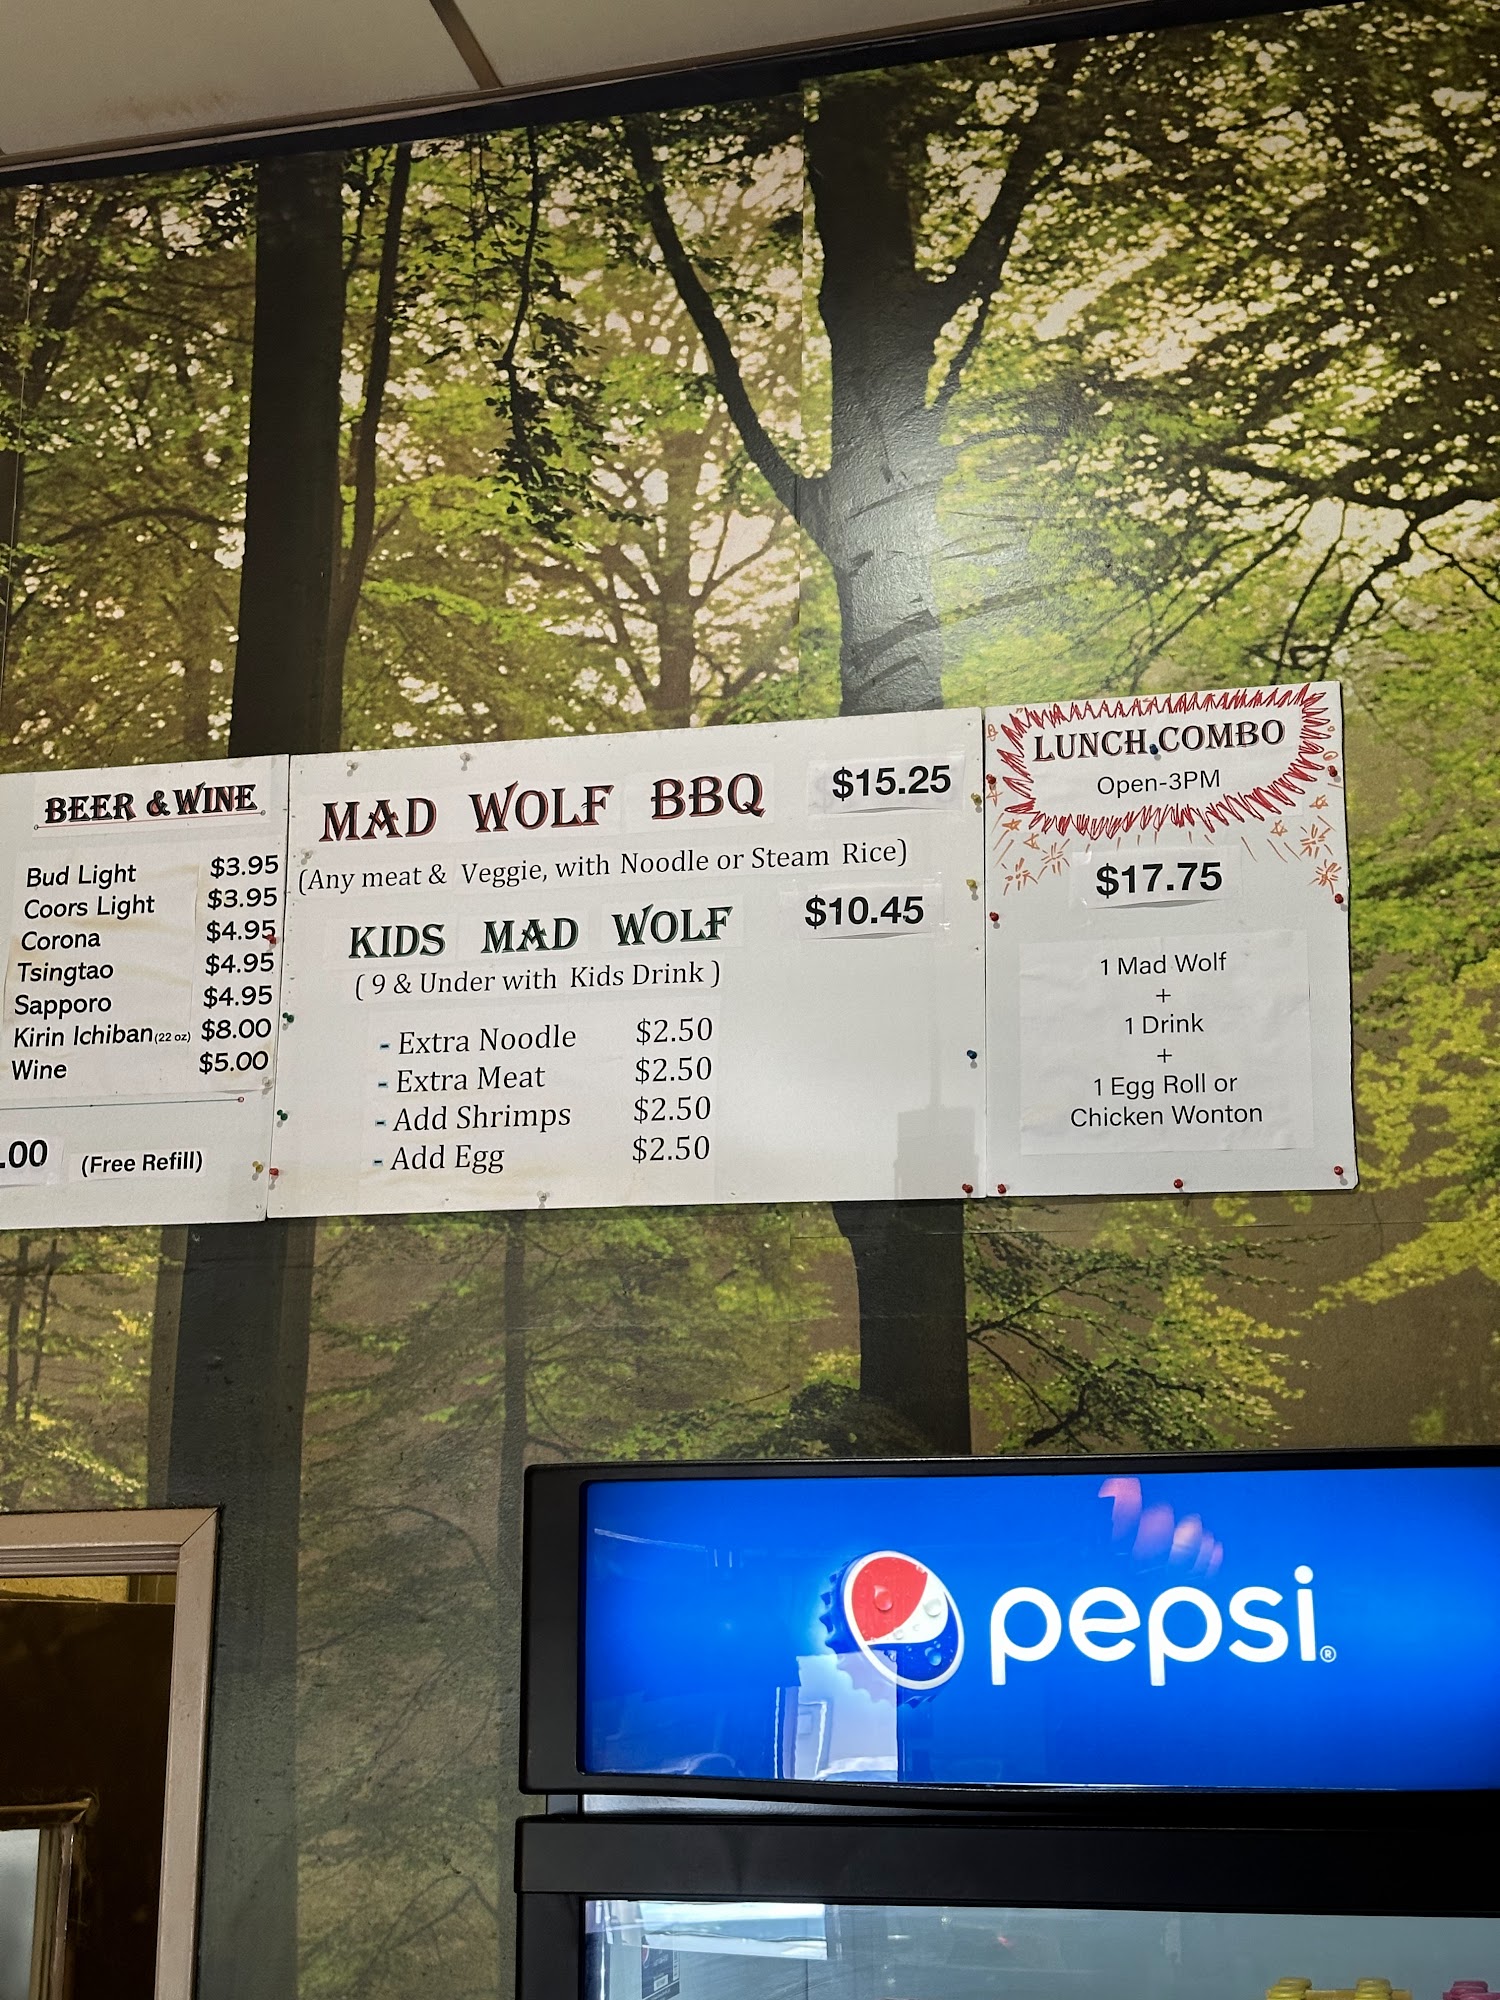 BEER & WINE
Bud Light $3.95
Coors Light $3.95
Corona $4.95
Tsingtao $4.95
Sapporo $4.95
Kirin Ichiban (22 oz) $8.00
Wine $5.00
.00 (Free Refill)
MAD WOLF BBQ $15.25
(Any meat & Veggie, with Noodle or Steam Rice)
KIDS MAD WOLF $10.45
( 9 & Under with Kids Drink )
- Extra Noodle $2.50
- Extra Meat $2.50
- Add Shrimps $2.50
- Add Egg $2.50
LUNCH COMBO
Open-3PM
$17.75
1 Mad Wolf
+
1 Drink
+
1 Egg Roll or
Chicken Wonton
pepsi®